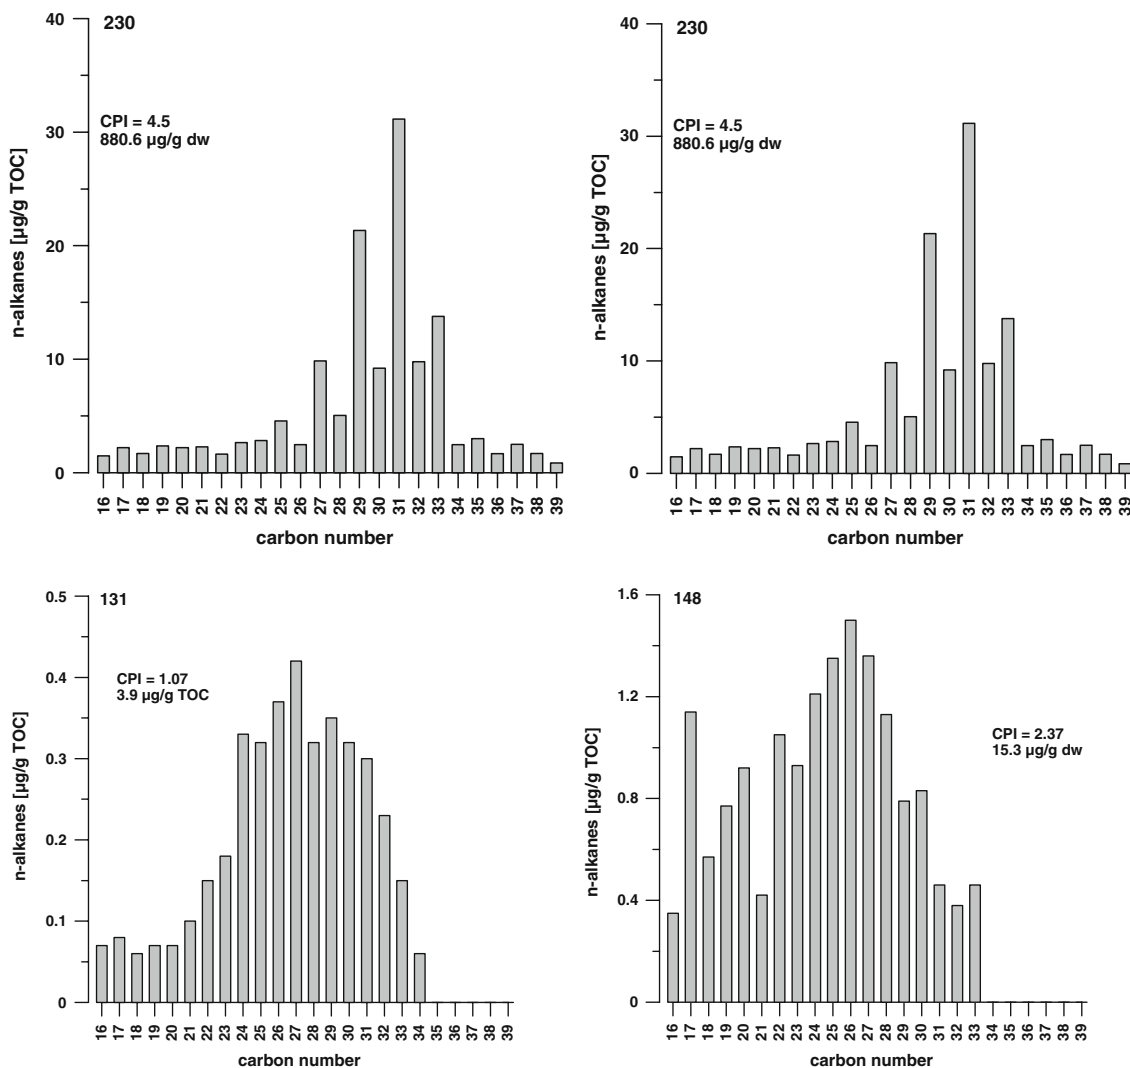 230
CPI = 4.5
880.6 µg/g dw
n-alkanes [µg/g TOC]
40
30
20
10
0
16 17 18 19 20 21 22 23 24 25 26 27 28 29 30 31 32 33 34 35 36 37 38 39
carbon number
230
CPI = 4.5
880.6 µg/g dw
n-alkanes [µg/g TOC]
40
30
20
10
0
16 17 18 19 20 21 22 23 24 25 26 27 28 29 30 31 32 33 34 35 36 37 38 39
carbon number
131
CPI = 1.07
3.9 µg/g TOC
n-alkanes [µg/g TOC]
0.5
0.4
0.3
0.2
0.1
0
16 17 18 19 20 21 22 23 24 25 26 27 28 29 30 31 32 33 34 35 36 37 38 39
carbon number
148
CPI = 2.37
15.3 µg/g dw
n-alkanes [µg/g TOC]
1.6
1.2
0.8
0.4
0
16 17 18 19 20 21 22 23 24 25 26 27 28 29 30 31 32 33 34 35 36 37 38 39
carbon number